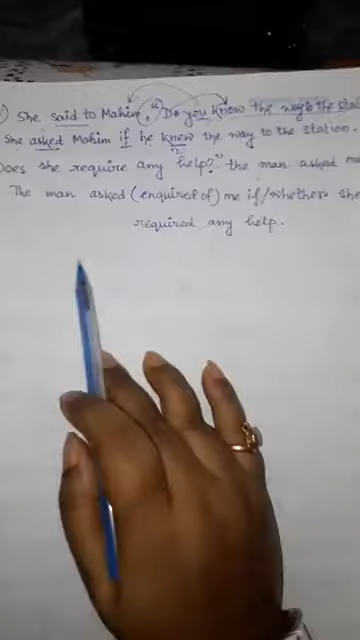 She said to Mahim, "Do you know the way to the
She asked Mahim if he knew the way to the station.
Does she require any help?" the man asked
The man asked (enquired of) me if/whether she
required any help.